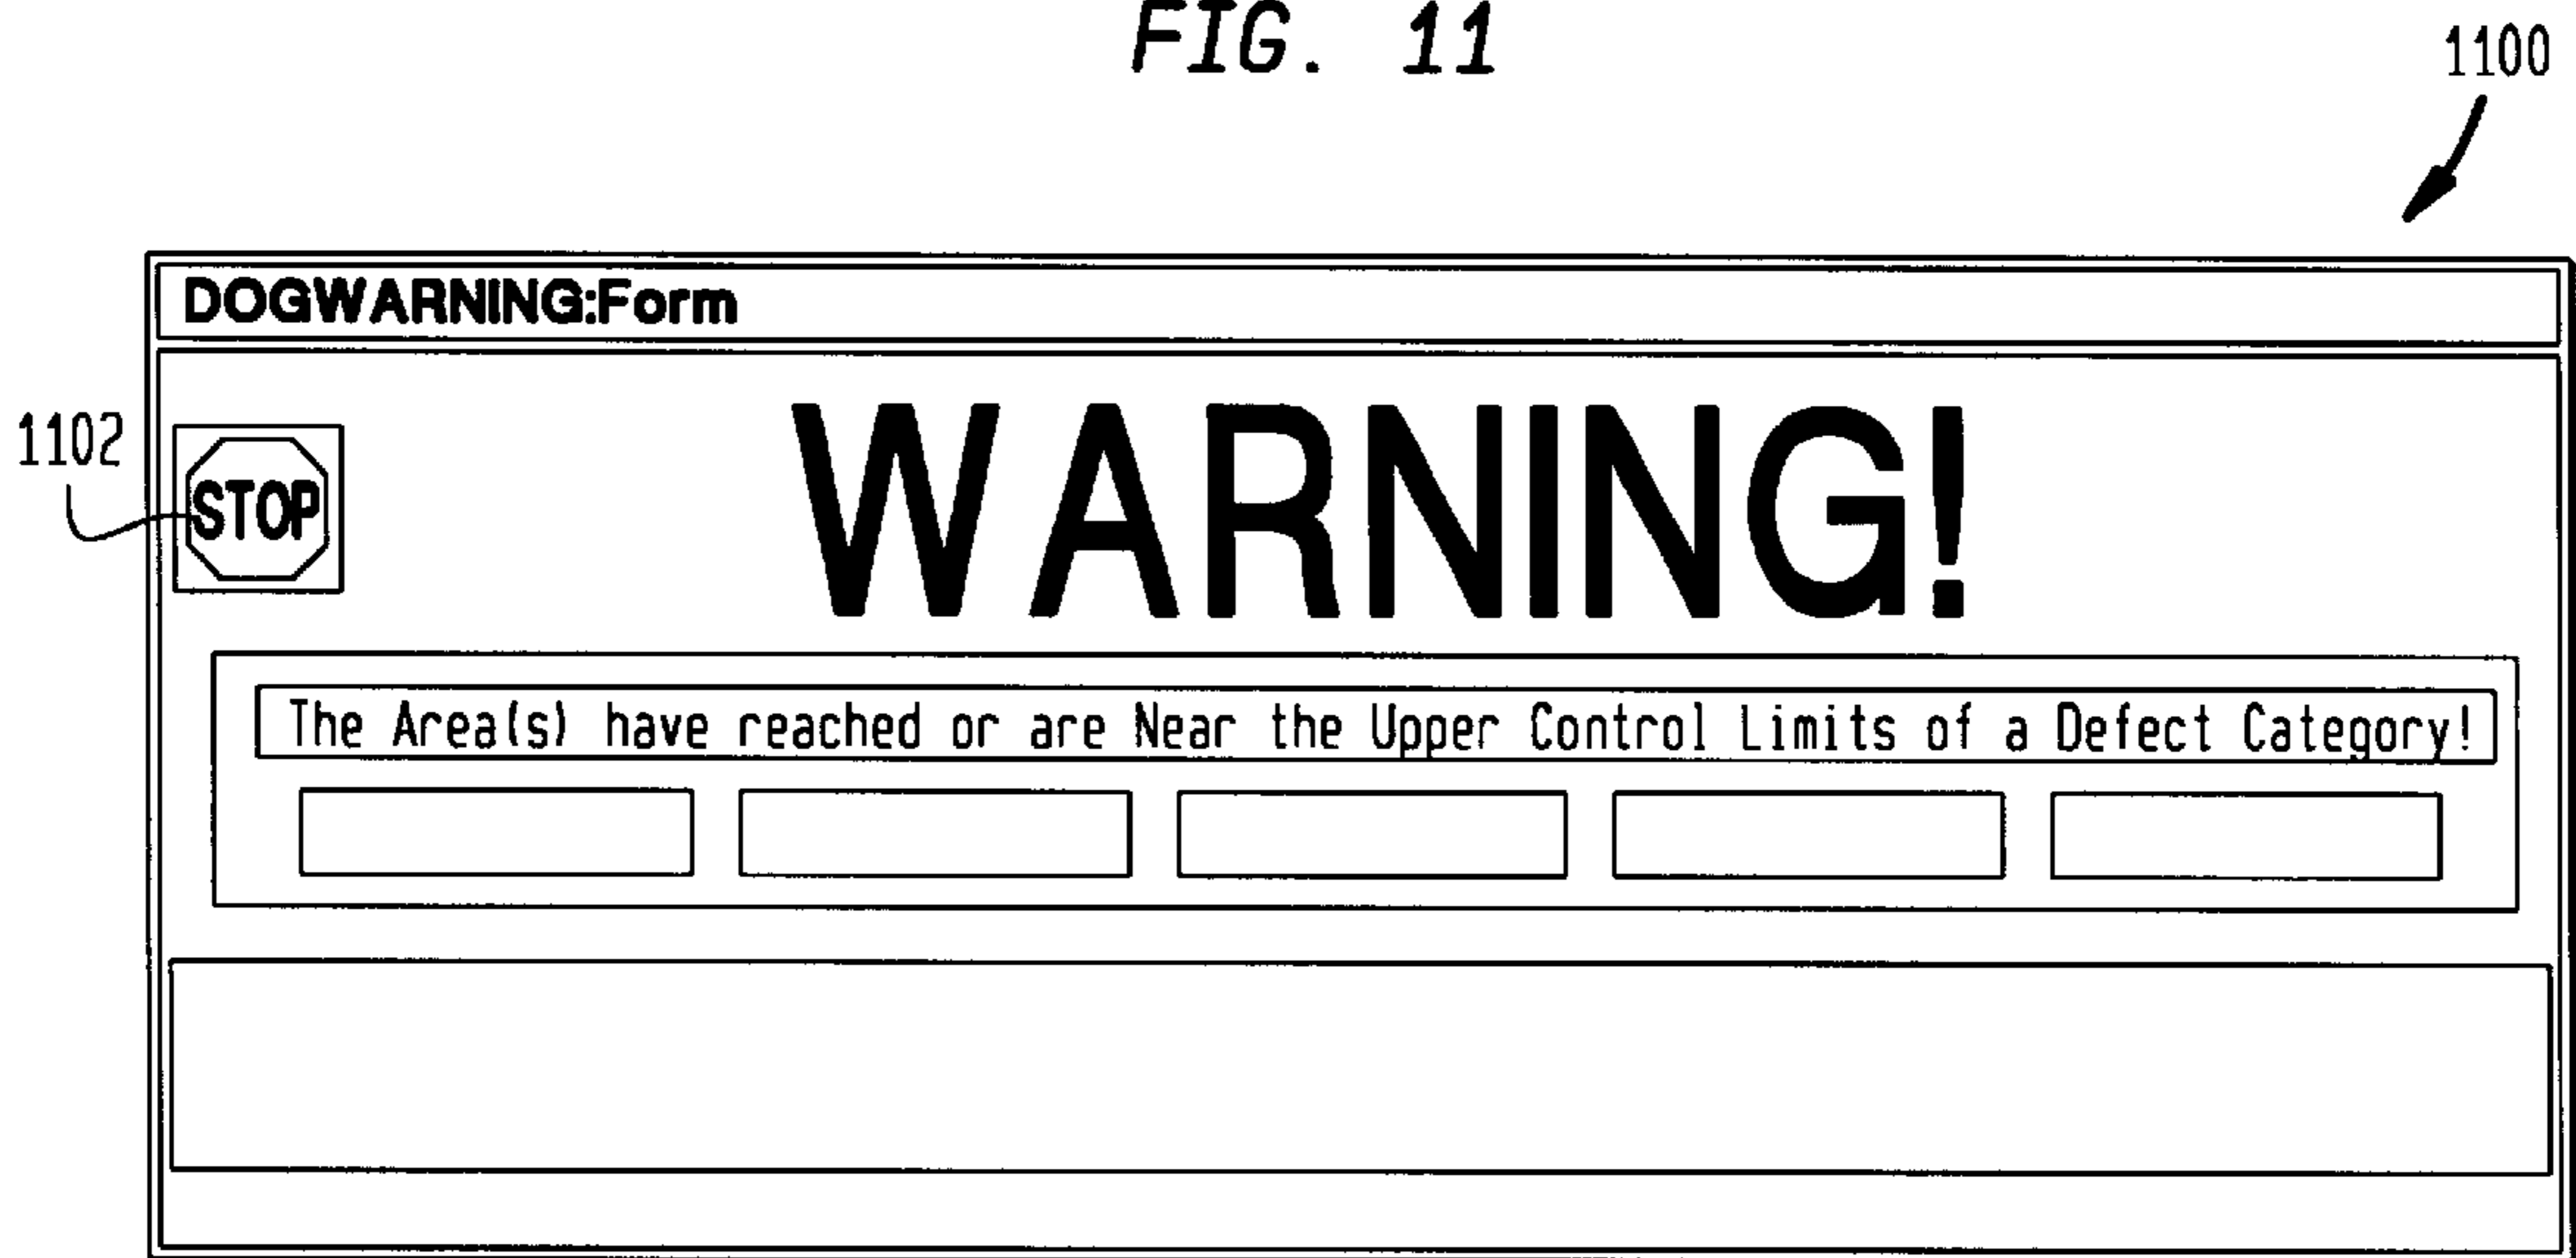 FIG. 11
1100
DOGWARNING:Form
1102
STOP
WARNING!
The Area(s) have reached or are Near the Upper Control Limits of a Defect Category!